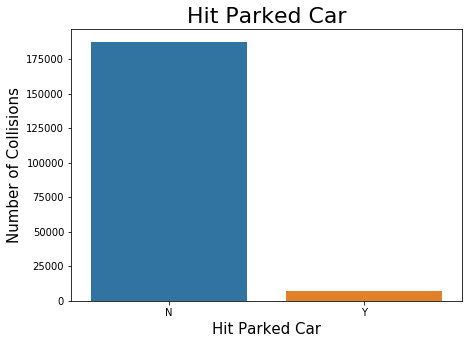 Hit Parked Car
Number of Collisions
175000
150000
125000
100000
75000
50000
25000
0
N Y
Hit Parked Car